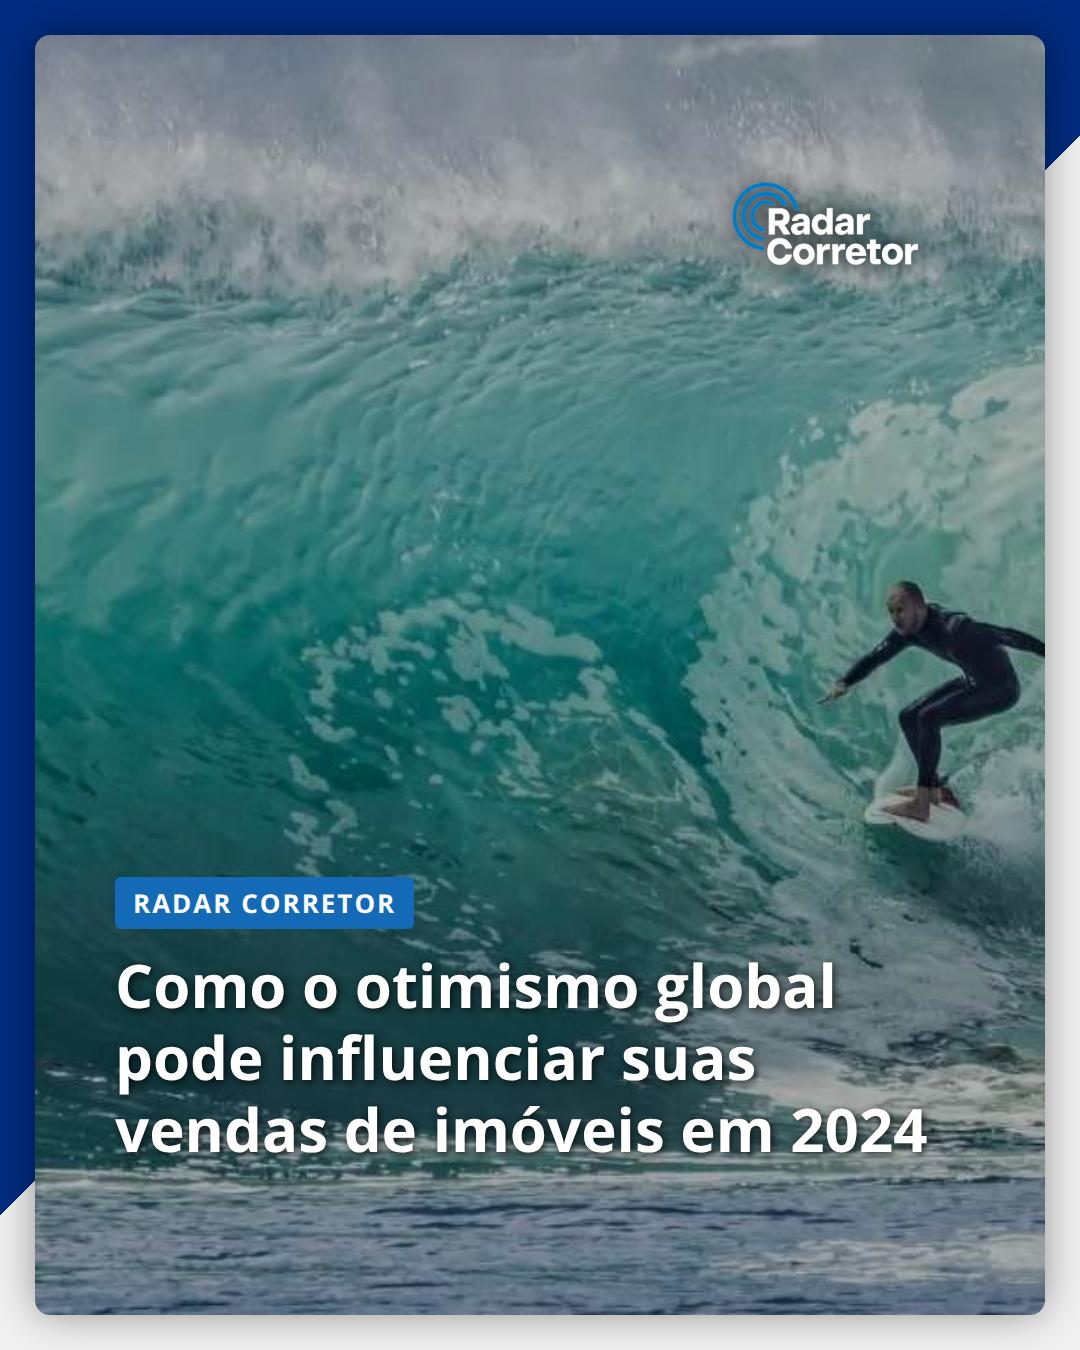 Radar
Corretor
RADAR CORRETOR
Como o otimismo global
pode influenciar suas
vendas de imóveis em 2024